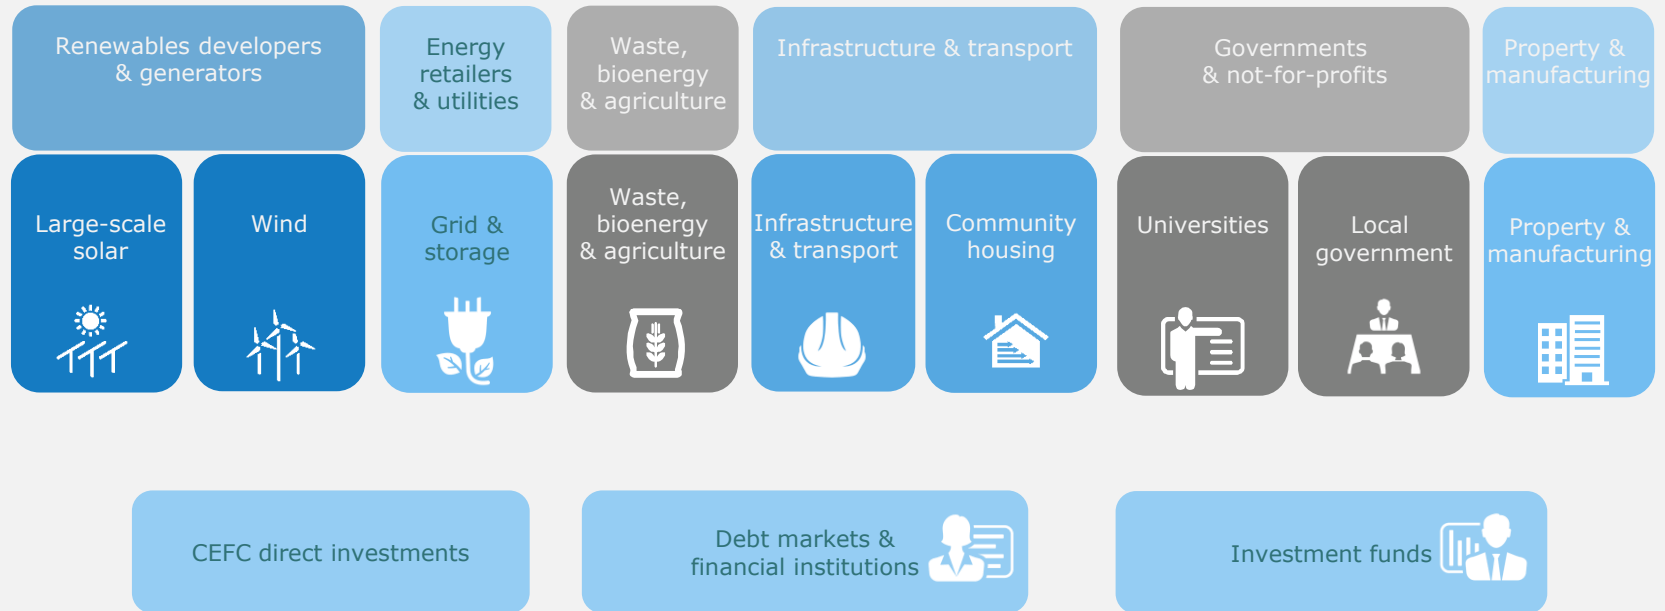 Renewables developers
& generators
Energy
retailers
& utilities
Waste,
bioenergy
& agriculture
Infrastructure & transport
Governments
& not-for-profits
Property &
manufacturing
Large-scale
solar
Wind
Grid &
storage
Waste,
bioenergy
& agriculture
Infrastructure
& transport
Community
housing
Universities
Local
government
Property &
manufacturing
CEFC direct investments
Debt markets &
financial institutions
Investment funds